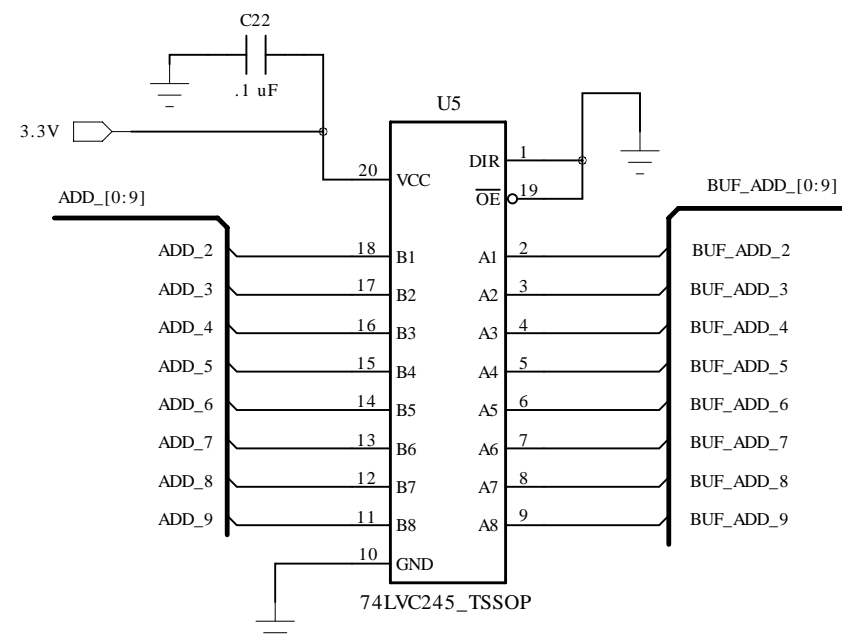 C22
.1 uF
U5
3.3V
DIR 1
20 VCC
OE 19
ADD_[0:9]
BUF_ADD_[0:9]
ADD_2 18 B1 A1 2 BUF_ADD_2
ADD_3 17 B2 A2 3 BUF_ADD_3
ADD_4 16 B3 A3 4 BUF_ADD_4
ADD_5 15 B4 A4 5 BUF_ADD_5
ADD_6 14 B5 A5 6 BUF_ADD_6
ADD_7 13 B6 A6 7 BUF_ADD_7
ADD_8 12 B7 A7 8 BUF_ADD_8
ADD_9 11 B8 A8 9 BUF_ADD_9
10 GND
74LVC245_TSSOP